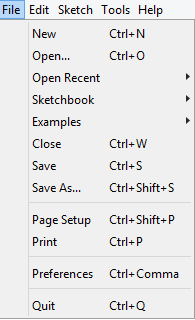 File Edit Sketch Tools Help
New Ctrl+N
Open... Ctrl+O
Open Recent
Sketchbook
Examples
Close Ctrl+W
Save Ctrl+S
Save As... Ctrl+Shift+S
Page Setup Ctrl+Shift+P
Print Ctrl+P
Preferences Ctrl+Comma
Quit Ctrl+Q